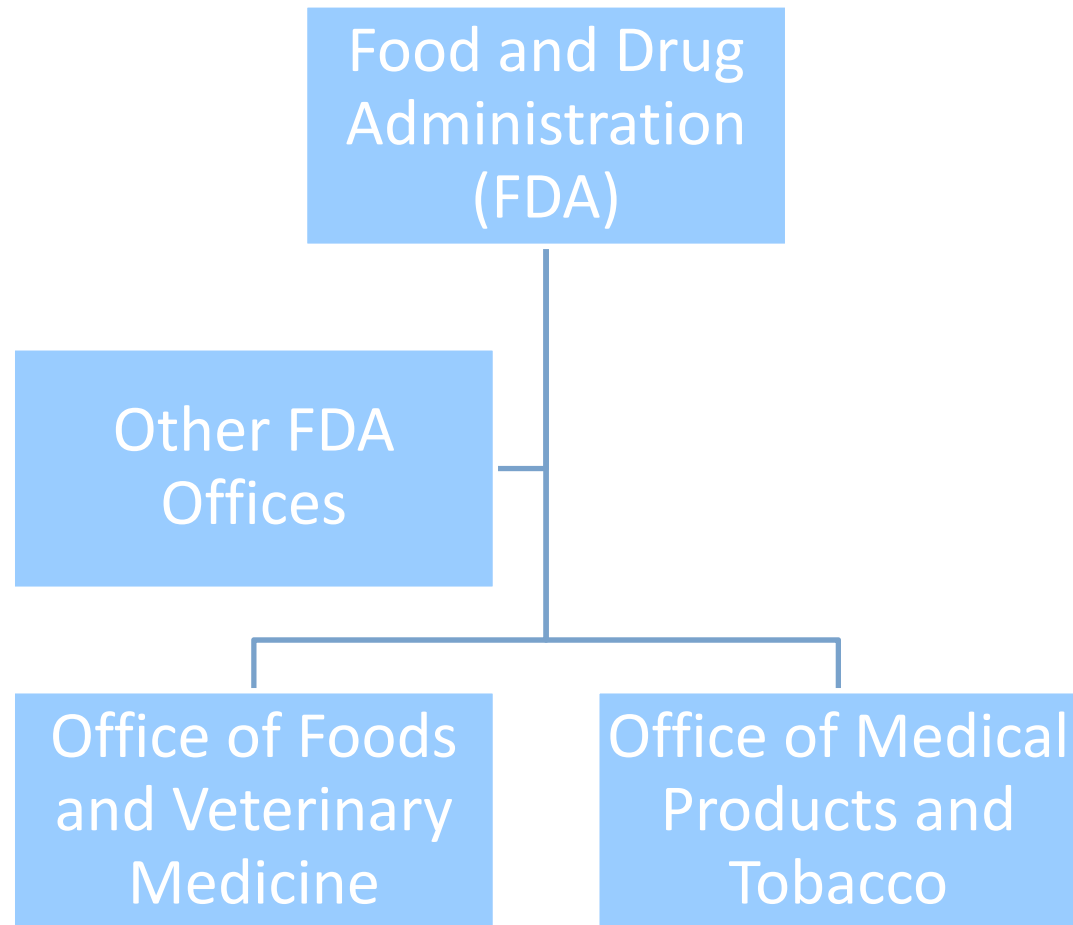 Food and Drug
Administration
(FDA)
Other FDA
Offices
Office of Foods
and Veterinary
Medicine
Office of Medical
Products and
Tobacco